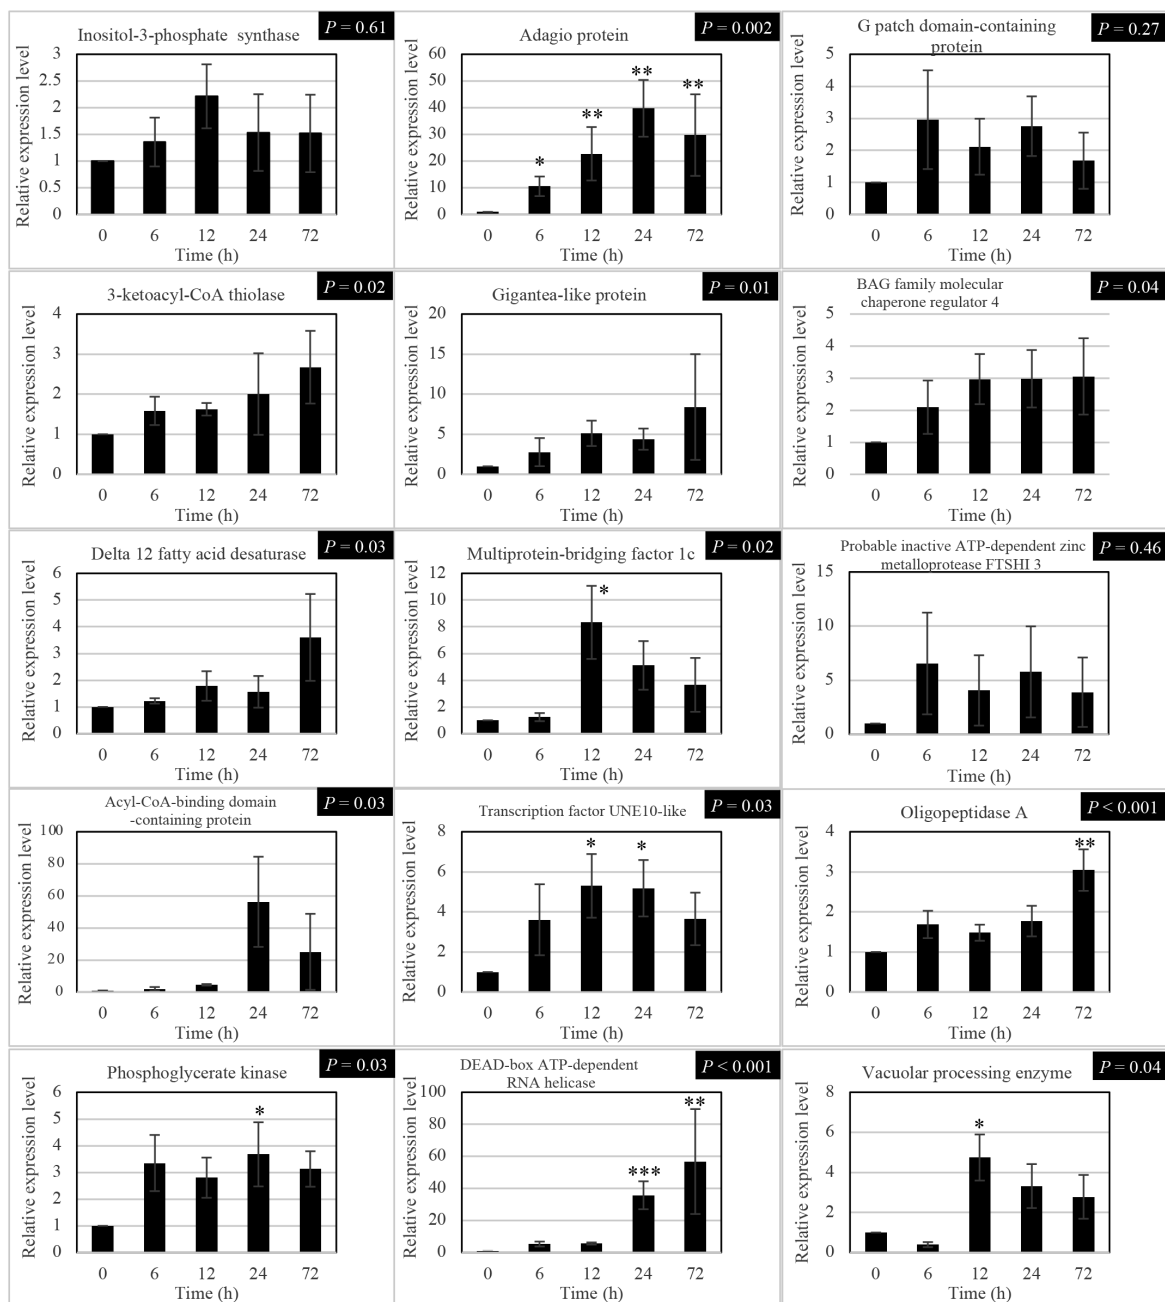 Inositol-3-phosphate synthase
P = 0.61
Relative expression level
3
2.5
2
1.5
1
0.5
0
0 6 12 24 72
Time (h)
Adagio protein
P = 0.002
Relative expression level
60
50
40
30
20
10
0
*
**
**
**
0 6 12 24 72
Time (h)
G patch domain-containing
protein
P = 0.27
Relative expression level
5
4
3
2
1
0
0 6 12 24 72
Time (h)
3-ketoacyl-CoA thiolase
P = 0.02
Relative expression level
4
3
2
1
0
0 6 12 24 72
Time (h)
Gigantea-like protein
P = 0.01
Relative expression level
20
15
10
5
0
0 6 12 24 72
Time (h)
BAG family molecular
chaperone regulator 4
P = 0.04
Relative expression level
5
4
3
2
1
0
0 6 12 24 72
Time (h)
Delta 12 fatty acid desaturase
P = 0.03
Relative expression level
6
5
4
3
2
1
0
0 6 12 24 72
Time (h)
Multiprotein-bridging factor 1c
P = 0.02
Relative expression level
12
10
8
6
4
2
0
*
0 6 12 24 72
Time (h)
Probable inactive ATP-dependent zinc
metalloprotease FTSHI 3
P = 0.46
Relative expression level
15
10
5
0
0 6 12 24 72
Time (h)
Acyl-CoA-binding domain
-containing protein
P = 0.03
Relative expression level
100
80
60
40
20
0
0 6 12 24 72
Time (h)
Transcription factor UNE10-like
P = 0.03
Relative expression level
8
6
4
2
0
*
*
0 6 12 24 72
Time (h)
Oligopeptidase A
P < 0.001
Relative expression level
4
3
2
1
0
**
0 6 12 24 72
Time (h)
Phosphoglycerate kinase
P = 0.03
Relative expression level
6
5
4
3
2
1
0
*
0 6 12 24 72
Time (h)
DEAD-box ATP-dependent
RNA helicase
P < 0.001
Relative expression level
100
80
60
40
20
0
***
**
0 6 12 24 72
Time (h)
Vacuolar processing enzyme
P = 0.04
Relative expression level
8
6
4
2
0
*
0 6 12 24 72
Time (h)